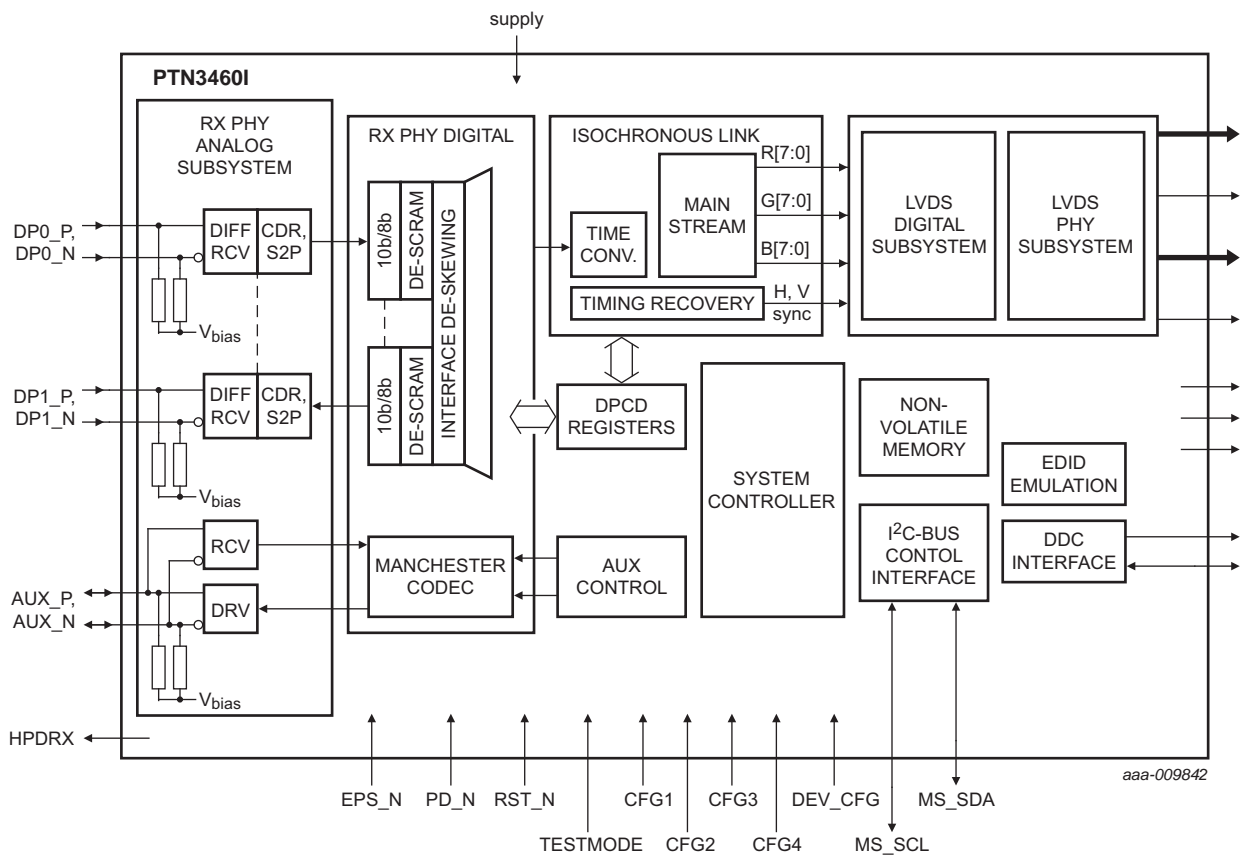 supply
PTN3460I
RX PHY
ANALOG
SUBSYSTEM
RX PHY DIGITAL
ISOCHRONOUS LINK
R[7:0]
G[7:0]
B[7:0]
H, V
sync
MAIN
STREAM
TIME
CONV.
TIMING RECOVERY
LVDS
DIGITAL
SUBSYSTEM
LVDS
PHY
SUBSYSTEM
DP0_P,
DP0_N
DIFF
RCV
CDR,
S2P
Vbias
10b/8b
DE-SCRAM
INTERFACE DE-SKEWING
DP1_P,
DP1_N
DIFF
RCV
CDR,
S2P
Vbias
10b/8b
DE-SCRAM
DPCD
REGISTERS
SYSTEM
CONTROLLER
NON-
VOLATILE
MEMORY
EDID
EMULATION
RCV
DRV
AUX_P,
AUX_N
Vbias
MANCHESTER
CODEC
AUX
CONTROL
I2C-BUS
CONTOL
INTERFACE
DDC
INTERFACE
HPDRX
aaa-009842
EPS_N
PD_N
RST_N
CFG1
CFG3
DEV_CFG
MS_SDA
TESTMODE
CFG2
CFG4
MS_SCL